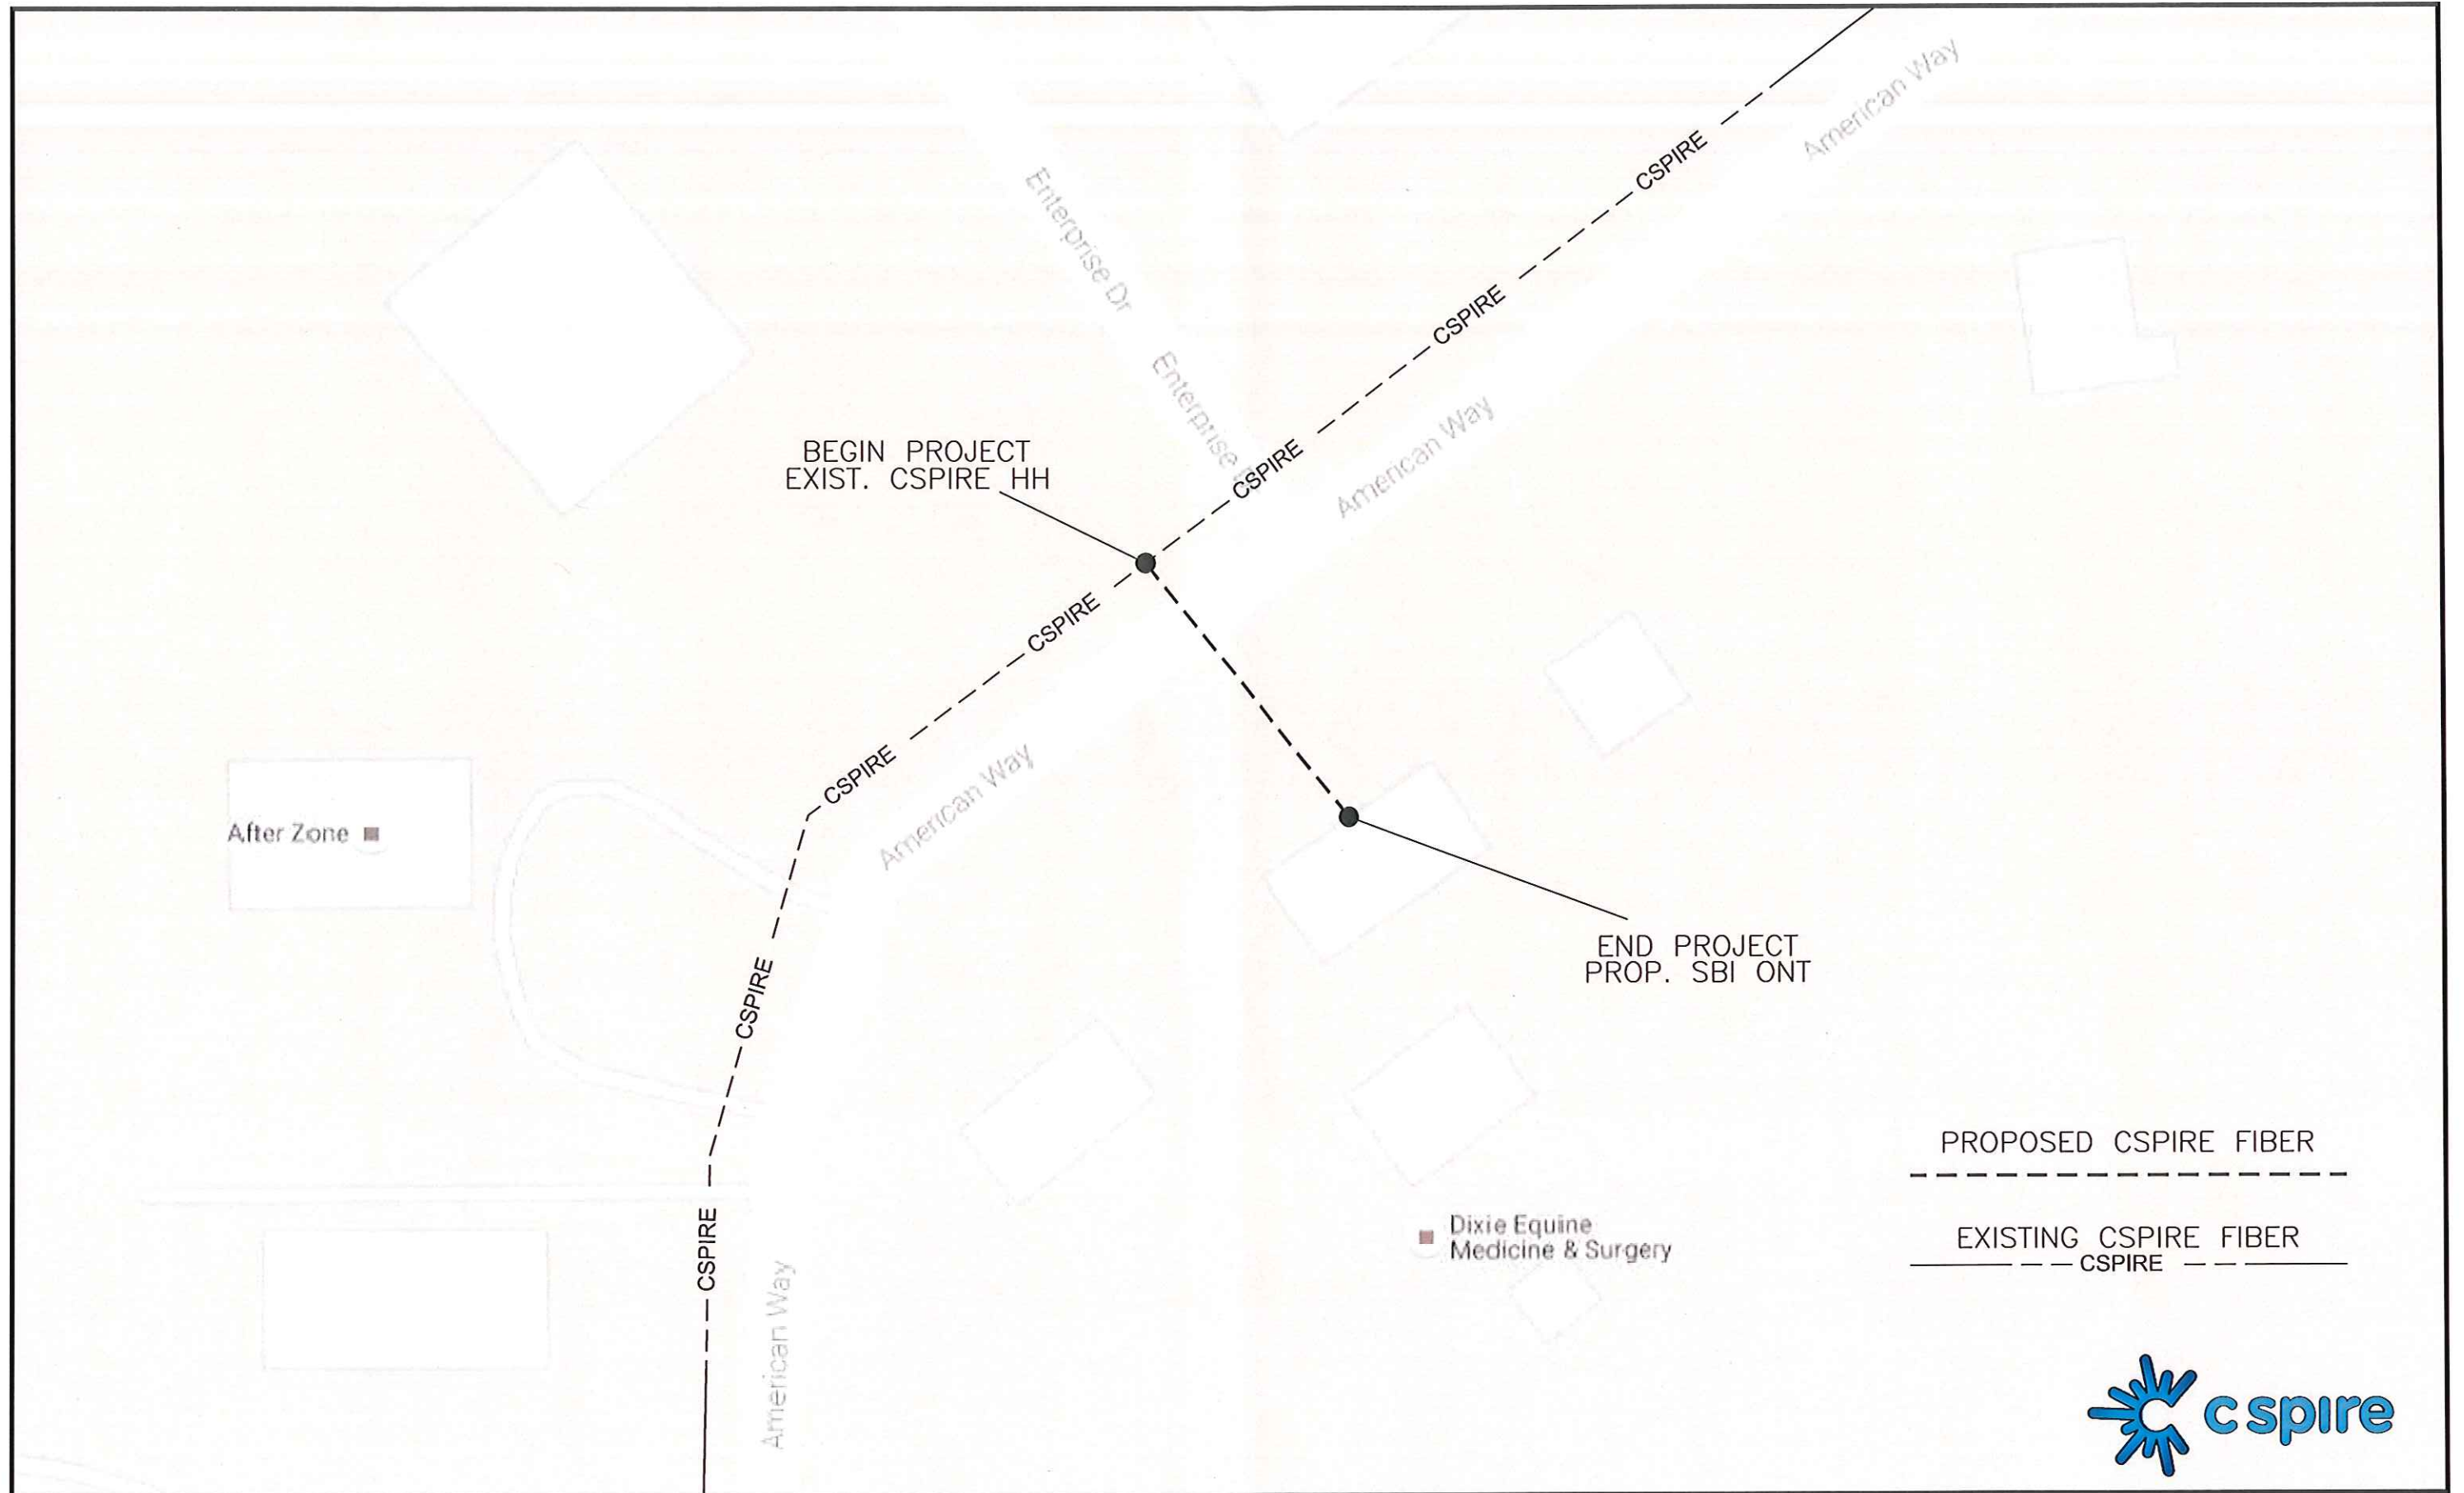 American Way
CSPIRE
Enterprise Dr
CSPIRE
Enterprise
CSPIRE
American Way
BEGIN PROJECT
EXIST. CSPIRE HH
CSPIRE
CSPIRE
American Way
After Zone
END PROJECT
PROP. SBI ONT
CSPIRE
PROPOSED CSPIRE FIBER
CSPIRE
Dixie Equine
Medicine & Surgery
EXISTING CSPIRE FIBER
CSPIRE
American Way
c spire